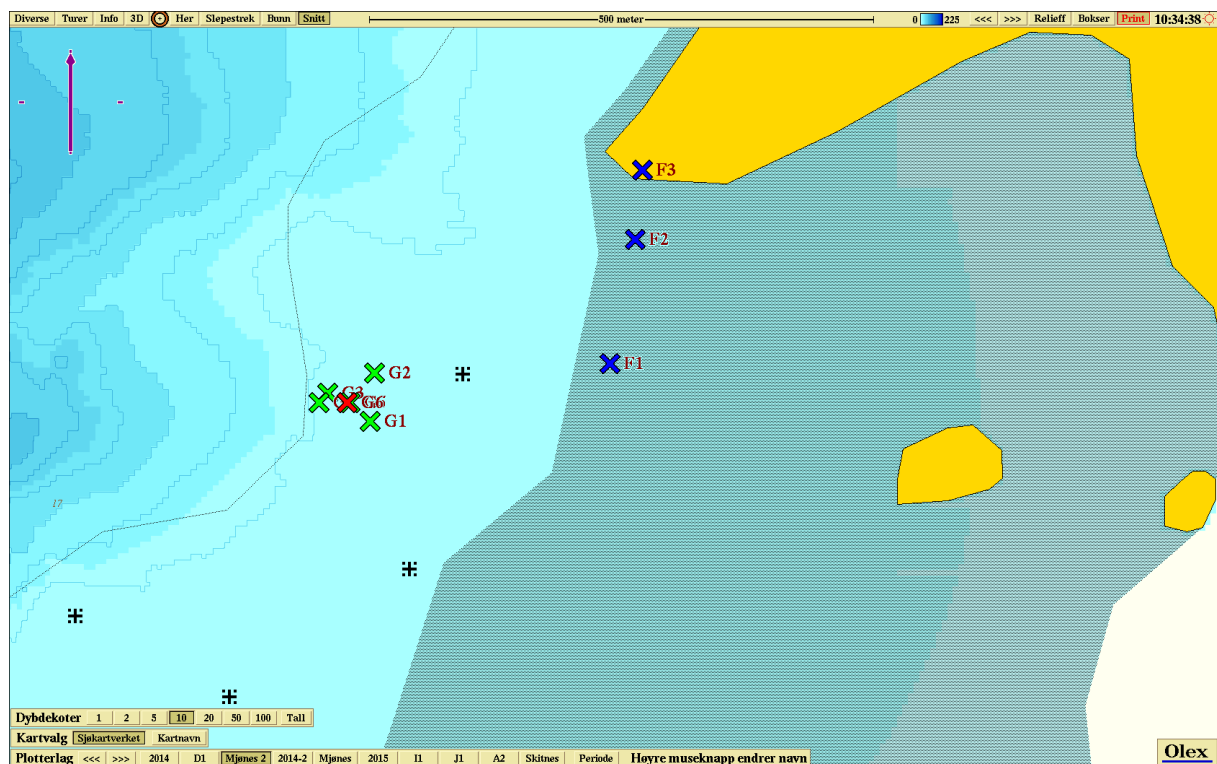 Diverse Turer Info 3D Her Slepestrek Bunn Snitt 500 meter 0 225 <<< >>> Relieff Bokser Print 10:34:38
F3
F2
F1
G2
G3
G6
G1
12
Dybdekoter 1 2 5 10 20 50 100 Tall
Kartvalg Sjøkartverket Kartnavn
Plotterlag <<< >>> 2014 D1 Mjønes 2 2014-2 Mjønes 2015 I1 J1 A2 Skitnes Periode Høyre museknapp endrer navn
Olex